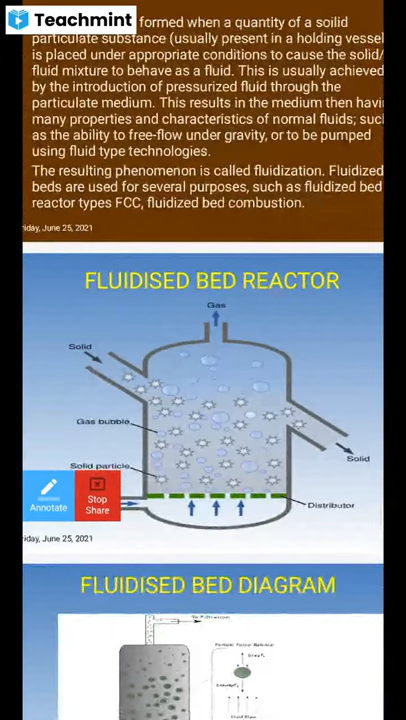 Teachmint
formed when a quantity of a soilid
particulate substance (usually present in a holding vessel
is placed under appropriate conditions to cause the solid/
fluid mixture to behave as a fluid. This is usually achieved
by the introduction of pressurized fluid through the
particulate medium. This results in the medium then havi
many properties and characteristics of normal fluids; suc
as the ability to free-flow under gravity, or to be pumped
using fluid type technologies.
The resulting phenomenon is called fluidization. Fluidized
beds are used for several purposes, such as fluidized bed
reactor types FCC, fluidized bed combustion.
iday, June 25, 2021
FLUIDISED BED REACTOR
Gas
Solid
Gas bubble
Solid
Solid particle
Annotate
Stop
Share
Distributor
riday, June 25, 2021
FLUIDISED BED DIAGRAM